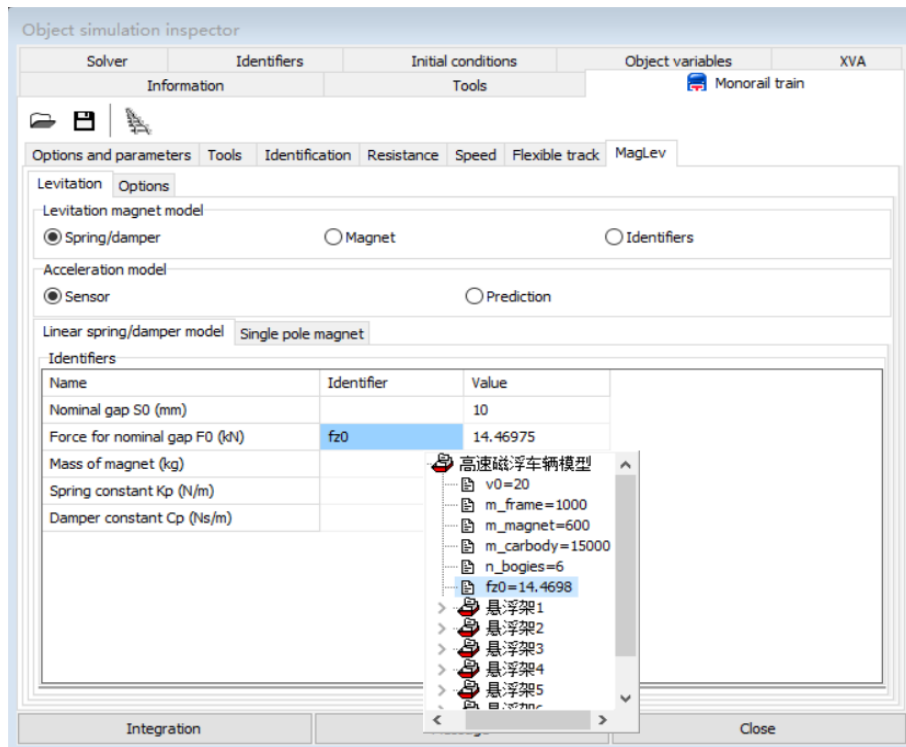 Object simulation inspector
Solver Identifiers Initial conditions Object variables XVA
Information Tools Monorail train
Options and parameters Tools Identification Resistance Speed Flexible track MagLev
Levitation Options
Levitation magnet model
Spring/damper Magnet Identifiers
Acceleration model
Sensor Prediction
Linear spring/damper model Single pole magnet
Identifiers
Name Identifier Value
Nominal gap S0 (mm) 10
Force for nominal gap F0 (kN) fz0 14.46975
Mass of magnet (kg)
Spring constant Kp (N/m)
Damper constant Cp (Ns/m)
高速磁浮车辆模型
v0=20
m_frame=1000
m_magnet=600
m_carbody=15000
n_bogies=6
fz0=14.4698
悬浮架1
悬浮架2
悬浮架3
悬浮架4
悬浮架5
Integration Close